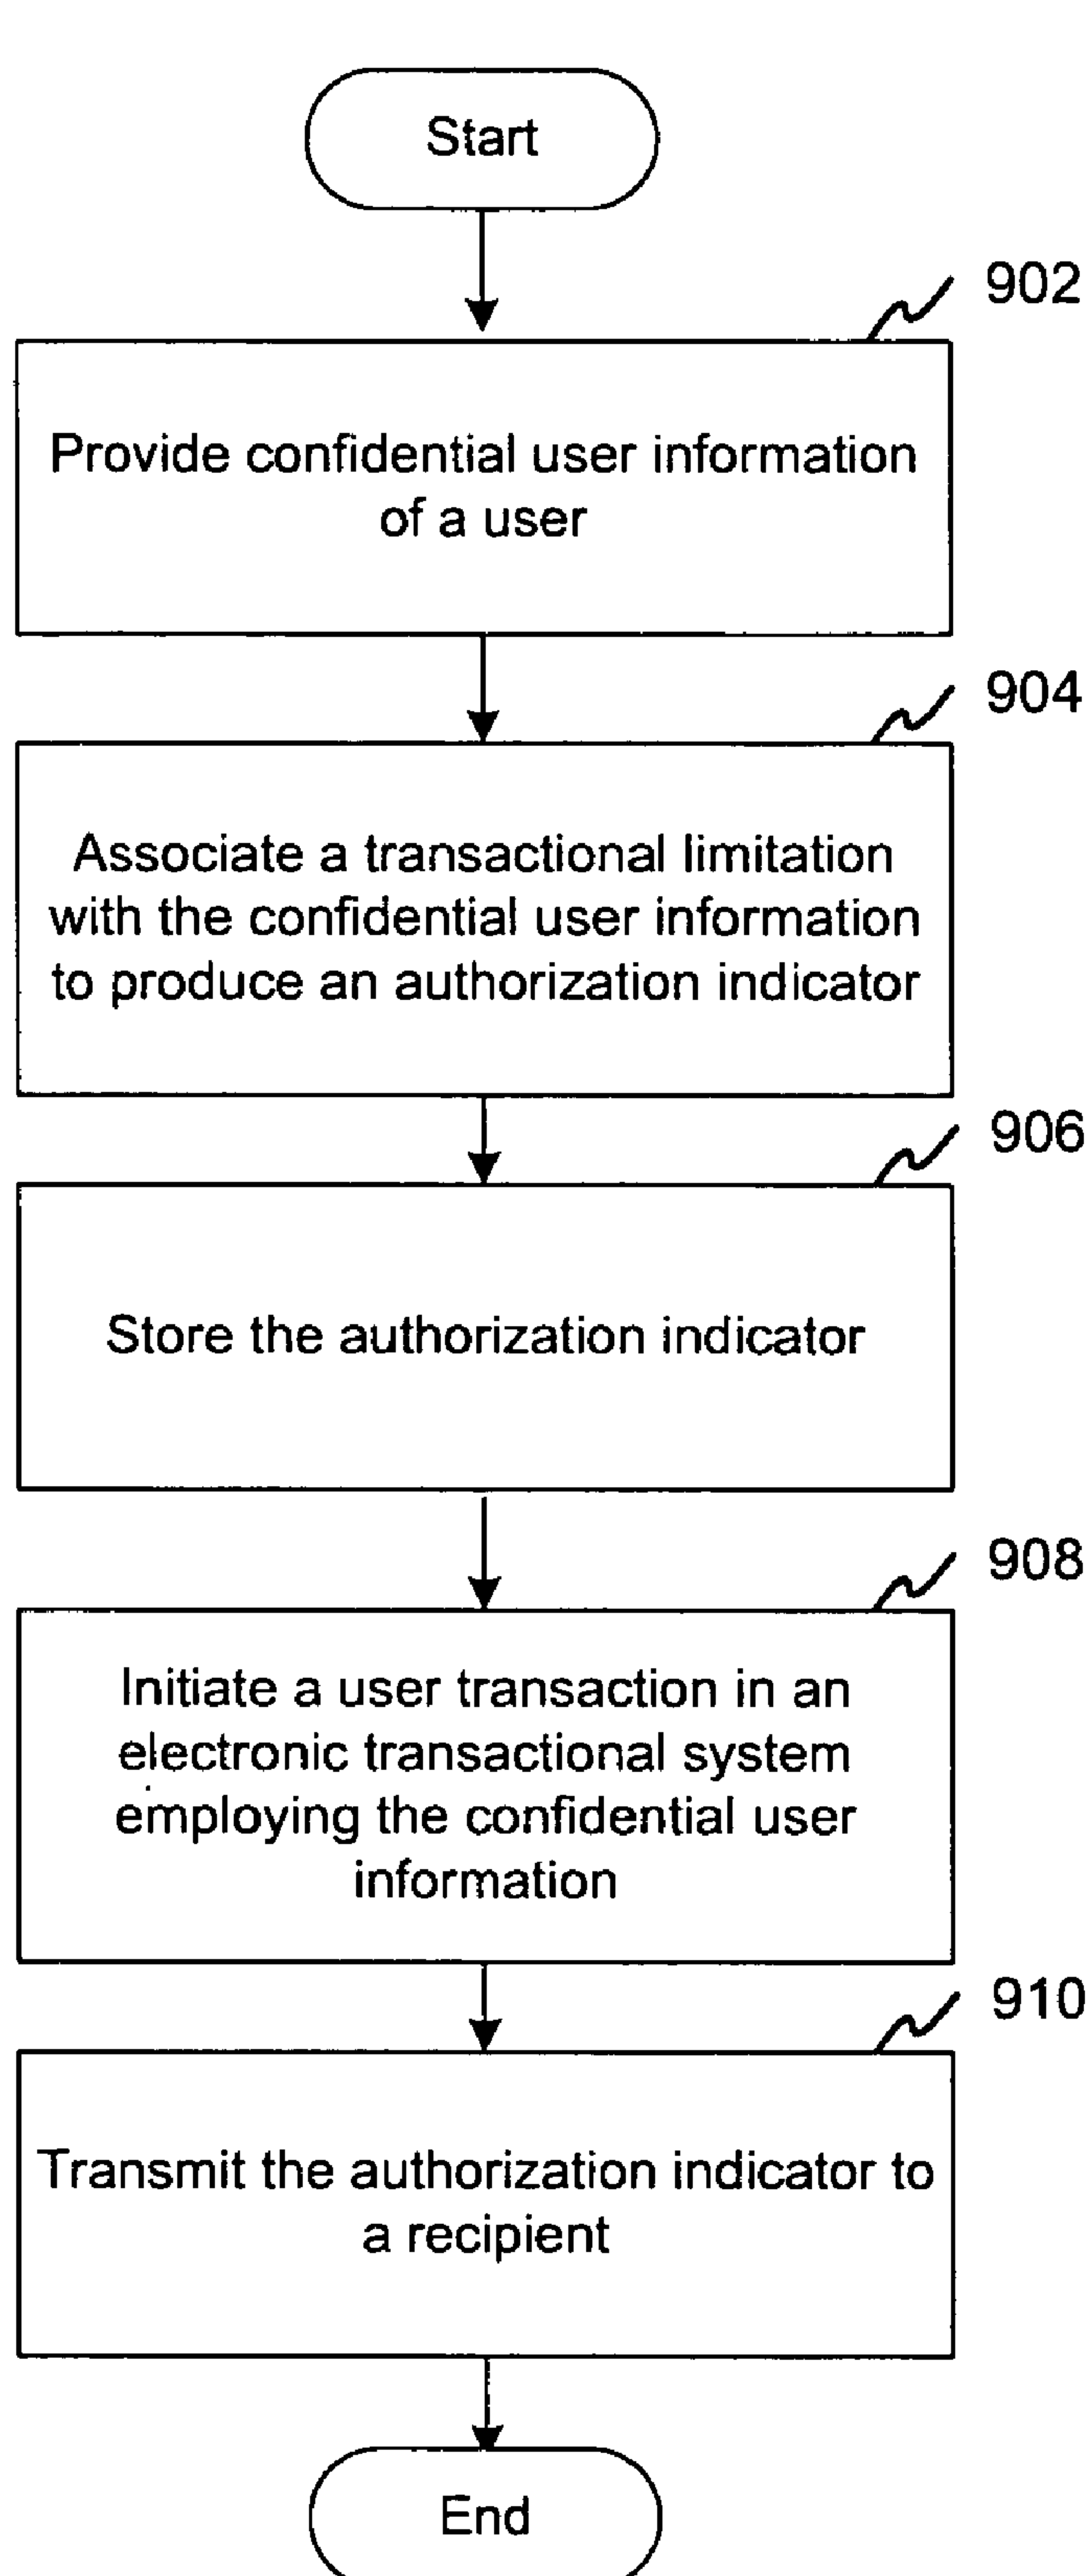 Start
902
Provide confidential user information
of a user
904
Associate a transactional limitation
with the confidential user information
to produce an authorization indicator
906
Store the authorization indicator
908
Initiate a user transaction in an
electronic transactional system
employing the confidential user
information
910
Transmit the authorization indicator to
a recipient
End